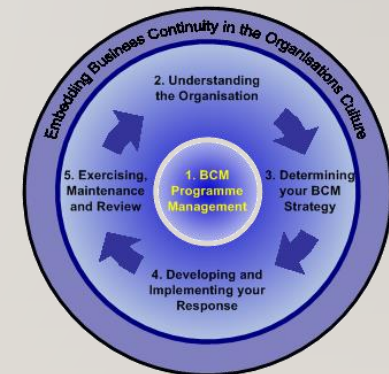 Embedding Business Continuity in the Organisations Culture
2. Understanding
the Organisation
1. BCM
Programme
Management
3. Determining
your BCM
Strategy
4. Developing and
Implementing your
Response
5. Exercising,
Maintenance
and Review